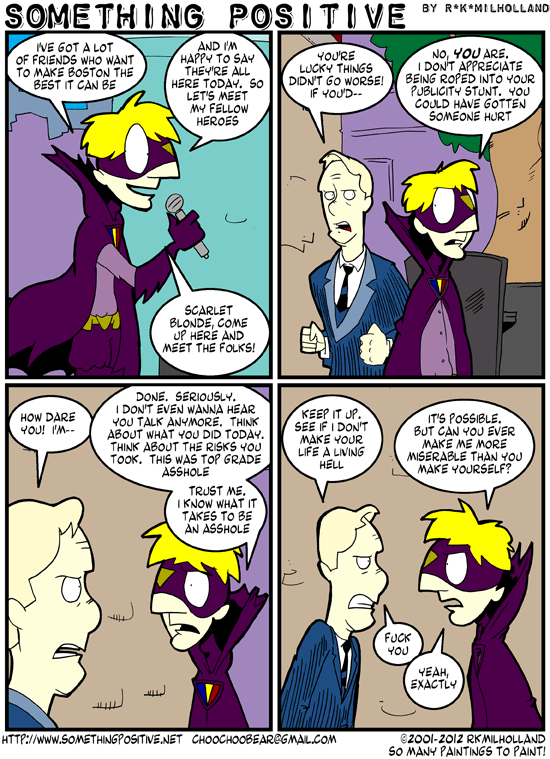 SOMETHING POSITIVE
BY R*K*MILHOLLAND
I'VE GOT A LOT
OF FRIENDS WHO WANT
TO MAKE BOSTON THE
BEST IT CAN BE
AND I'M
HAPPY TO SAY
THEY'RE ALL
HERE TODAY. SO
LET'S MEET
MY FELLOW
HEROES
SCARLET
BLONDE, COME
UP HERE AND
MEET THE FOLKS!
YOU'RE
LUCKY THINGS
DIDN'T GO WORSE!
IF YOU'D--
NO, YOU ARE.
I DON'T APPRECIATE
BEING ROPED INTO YOUR
PUBLICITY STUNT. YOU
COULD HAVE GOTTEN
SOMEONE HURT
HOW DARE
YOU! I'M--
DONE. SERIOUSLY.
I DON'T EVEN WANNA HEAR
YOU TALK ANYMORE. THINK
ABOUT WHAT YOU DID TODAY.
THINK ABOUT THE RISKS YOU
TOOK. THIS WAS TOP GRADE
ASSHOLE
TRUST ME.
I KNOW WHAT IT
TAKES TO BE
AN ASSHOLE
KEEP IT UP.
SEE IF I DON'T
MAKE YOUR
LIFE A LIVING
HELL
IT'S POSSIBLE.
BUT CAN YOU EVER
MAKE ME MORE
MISERABLE THAN YOU
MAKE YOURSELF?
FUCK
YOU
YEAH,
EXACTLY
HTTP://WWW.SOMETHINGPOSITIVE.NET CHOOCHOOBEAR@GMAIL.COM
©2001-2012 RKMILHOLLAND
SO MANY PAINTINGS TO PAINT!